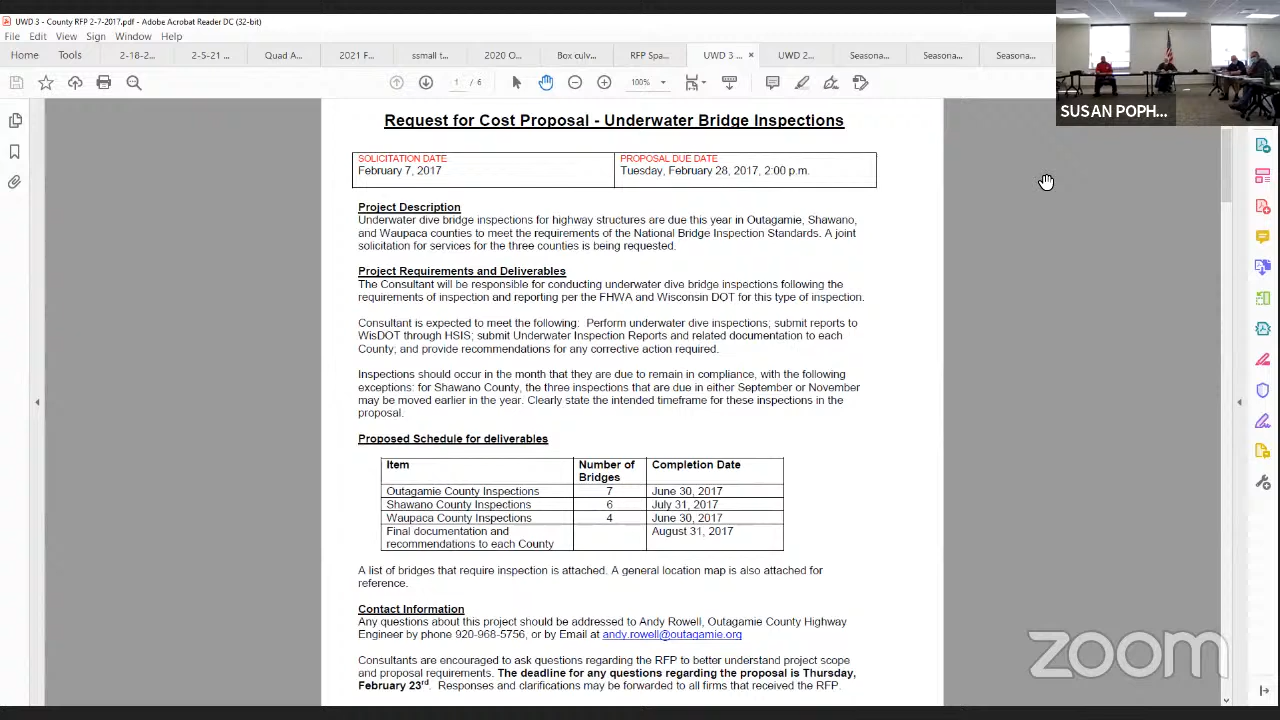 UWD 3 - County RFP 2-7-2017.pdf - Adobe Acrobat Reader DC (32-bit)
File Edit View Sign Window Help
Home Tools 2-18-2... 2-5-21 ... Quad A... 2021 F... ssmall t... 2020 O... Box culv... RFP Spa... UWD 3 ... × UWD 2... Seasona... Seasona... Seasona...
1 / 6 100%
SUSAN POPH...
Request for Cost Proposal - Underwater Bridge Inspections
SOLICITATION DATE PROPOSAL DUE DATE
February 7, 2017 Tuesday, February 28, 2017, 2:00 p.m.
Project Description
Underwater dive bridge inspections for highway structures are due this year in Outagamie, Shawano,
and Waupaca counties to meet the requirements of the National Bridge Inspection Standards. A joint
solicitation for services for the three counties is being requested.
Project Requirements and Deliverables
The Consultant will be responsible for conducting underwater dive bridge inspections following the
requirements of inspection and reporting per the FHWA and Wisconsin DOT for this type of inspection.
Consultant is expected to meet the following: Perform underwater dive inspections; submit reports to
WisDOT through HSIS; submit Underwater Inspection Reports and related documentation to each
County; and provide recommendations for any corrective action required.
Inspections should occur in the month that they are due to remain in compliance, with the following
exceptions: for Shawano County, the three inspections that are due in either September or November
may be moved earlier in the year. Clearly state the intended timeframe for these inspections in the
proposal.
Proposed Schedule for deliverables
Item Number of Completion Date
Bridges
Outagamie County Inspections 7 June 30, 2017
Shawano County Inspections 6 July 31, 2017
Waupaca County Inspections 4 June 30, 2017
Final documentation and August 31, 2017
recommendations to each County
A list of bridges that require inspection is attached. A general location map is also attached for
reference.
Contact Information
Any questions about this project should be addressed to Andy Rowell, Outagamie County Highway
Engineer by phone 920-968-5756, or by Email at andy.rowell@outagamie.org
Consultants are encouraged to ask questions regarding the RFP to better understand project scope
and proposal requirements. The deadline for any questions regarding the proposal is Thursday,
February 23rd. Responses and clarifications may be forwarded to all firms that received the RFP.
zoom